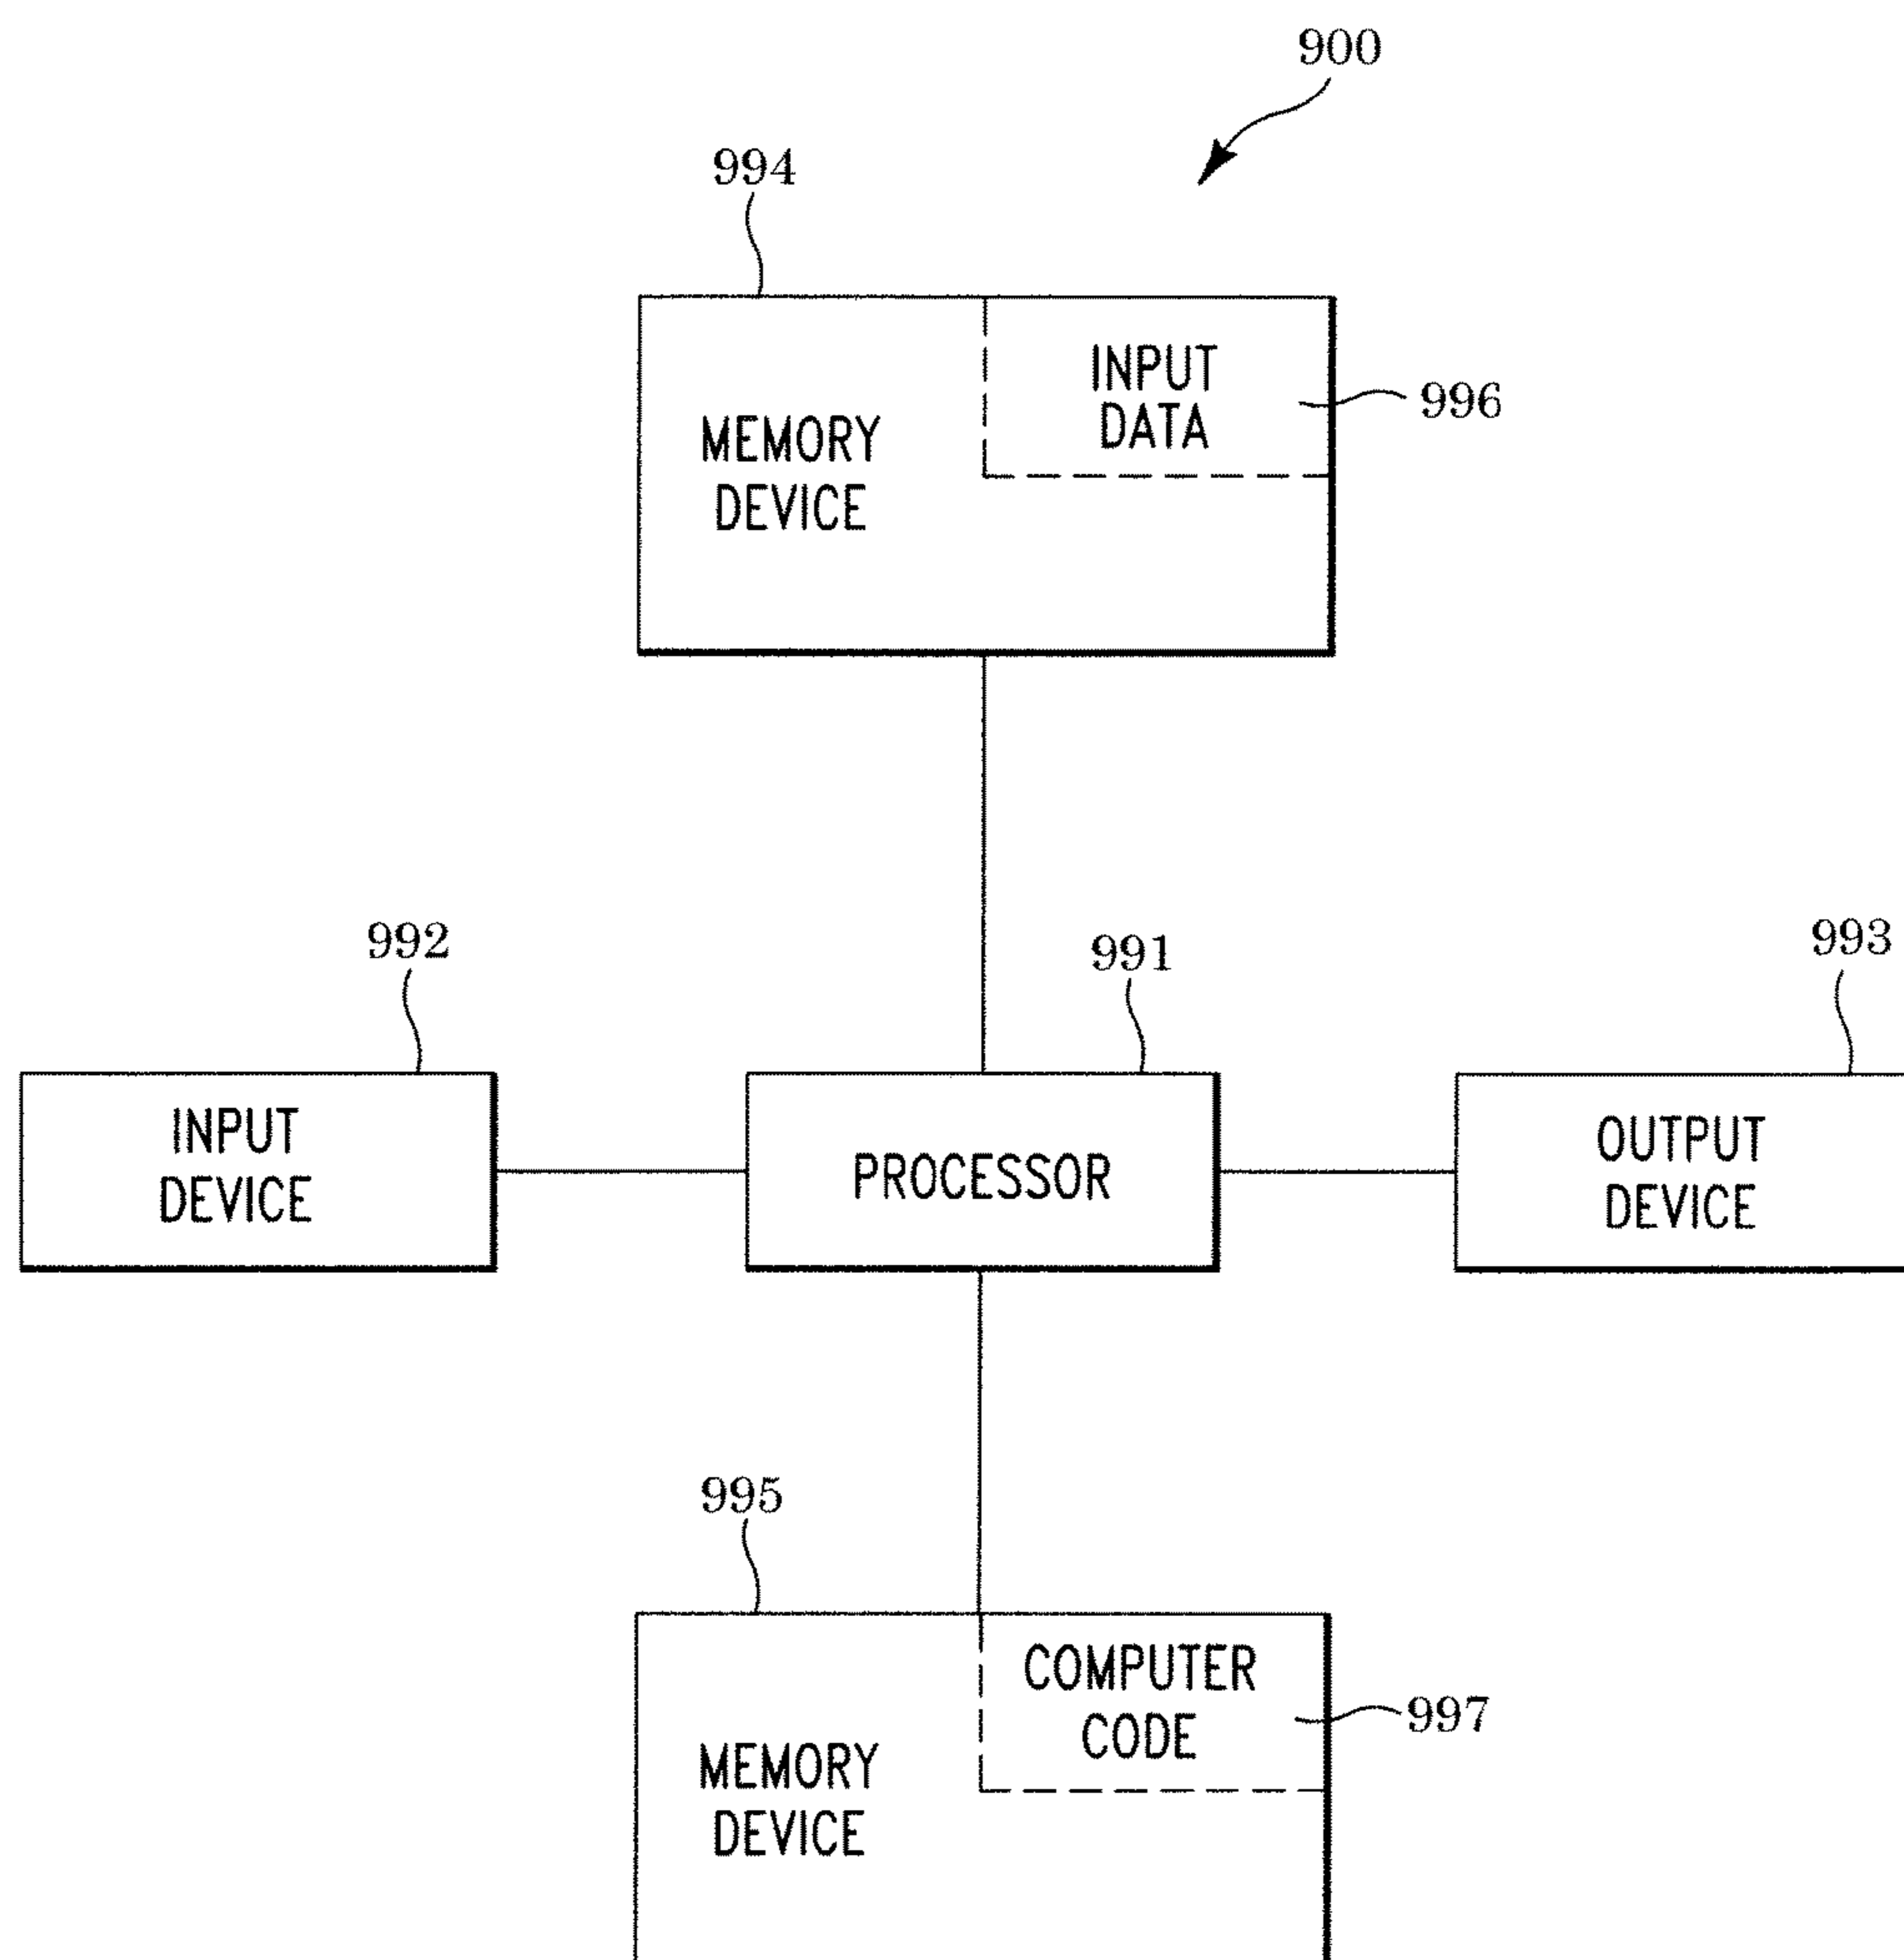 900
994
INPUT
DATA
996
MEMORY
DEVICE
992
991
993
INPUT
DEVICE
PROCESSOR
OUTPUT
DEVICE
995
COMPUTER
CODE
997
MEMORY
DEVICE